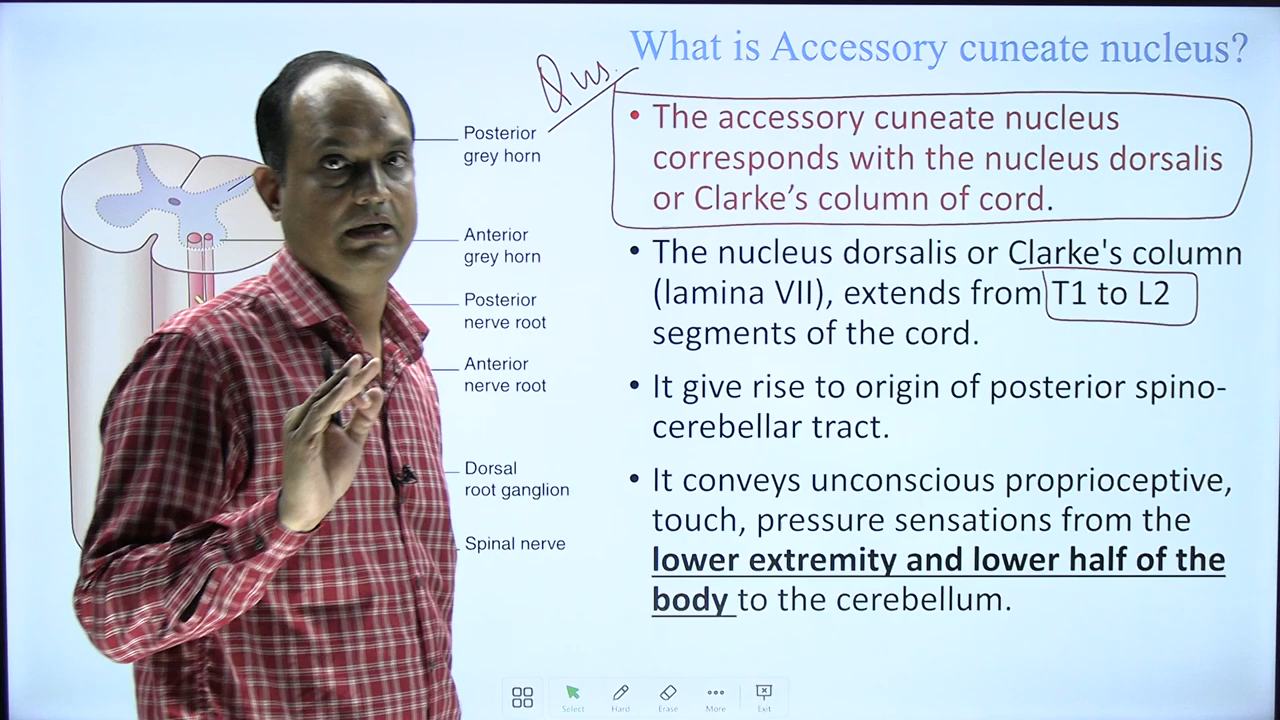 What is Accessory cuneate nucleus?
Qus.
• The accessory cuneate nucleus
corresponds with the nucleus dorsalis
or Clarke's column of cord.
• The nucleus dorsalis or Clarke's column
(lamina VII), extends from T1 to L2
segments of the cord.
• It give rise to origin of posterior spino-
cerebellar tract.
• It conveys unconscious proprioceptive,
touch, pressure sensations from the
lower extremity and lower half of the
body to the cerebellum.
Posterior
grey horn
Anterior
grey horn
Posterior
nerve root
Anterior
nerve root
Dorsal
root ganglion
Spinal nerve
Select
Hard
Erase
More
Exit